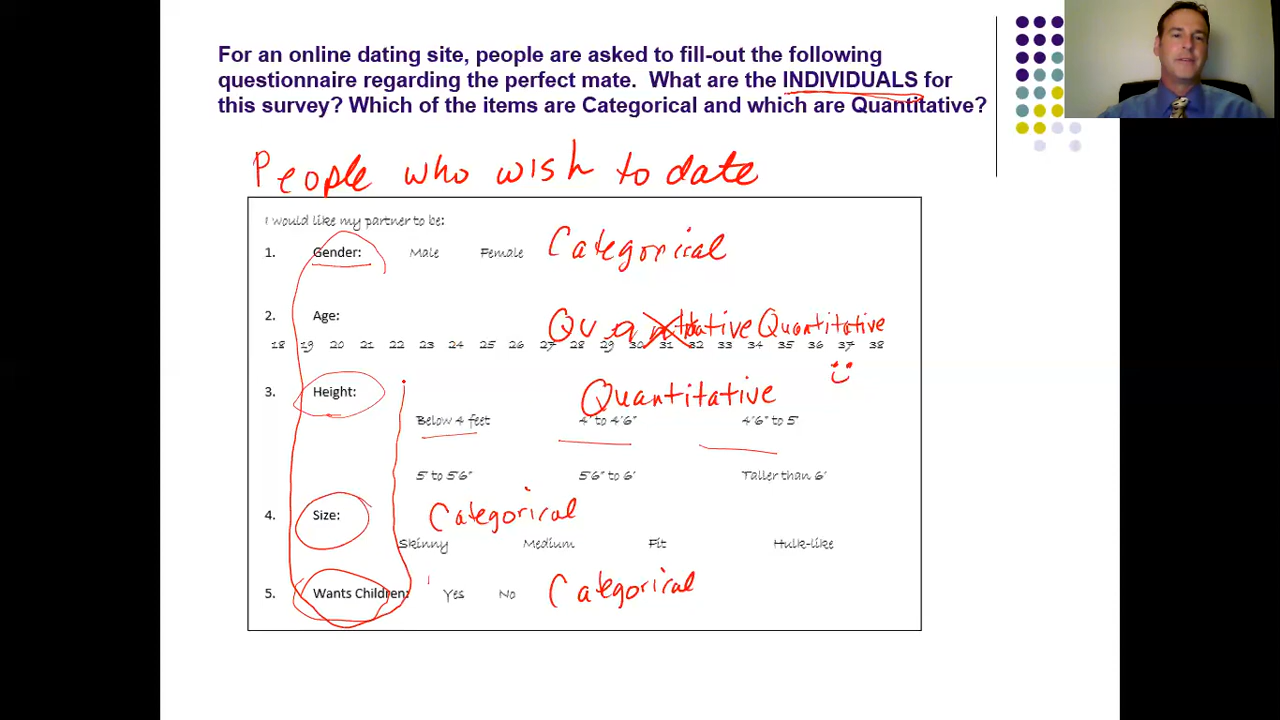 For an online dating site, people are asked to fill-out the following
questionnaire regarding the perfect mate. What are the INDIVIDUALS for
this survey? Which of the items are Categorical and which are Quantitative?
People who wish to date
I would like my partner to be:
1. Gender: Male Female Categorical
2. Age: Quantitative Quantitative
18 19 20 21 22 23 24 25 26 27 28 29 30 31 32 33 34 35 36 37 38
3. Height: Quantitative
Below 4 feet 4' to 4'6" 4'6" to 5'
5' to 5'6" 5'6" to 6' Taller than 6'
4. Size: Categorical
Skinny Medium Fit Hulk-like
5. Wants Children: Yes No Categorical